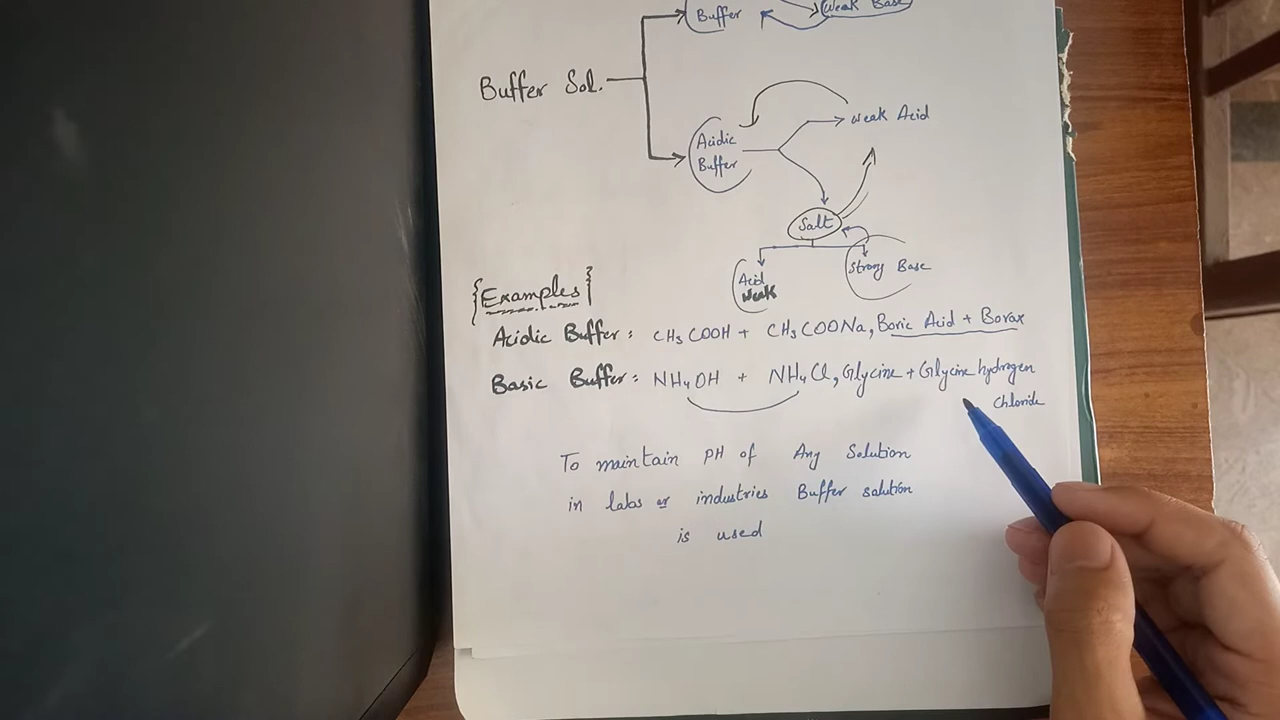 Buffer
Weak Base
Buffer Sol.
Acidic
Buffer
Weak Acid
Salt
Acid
Weak
Strong Base
{Examples}
Acidic Buffer: CH3COOH + CH3COONa, Boric Acid + Borax
Basic Buffer: NH4OH + NH4Cl, Glycine + Glycine hydrogen
Chloride
To maintain PH of Any Solution
in labs or industries Buffer solution
is used